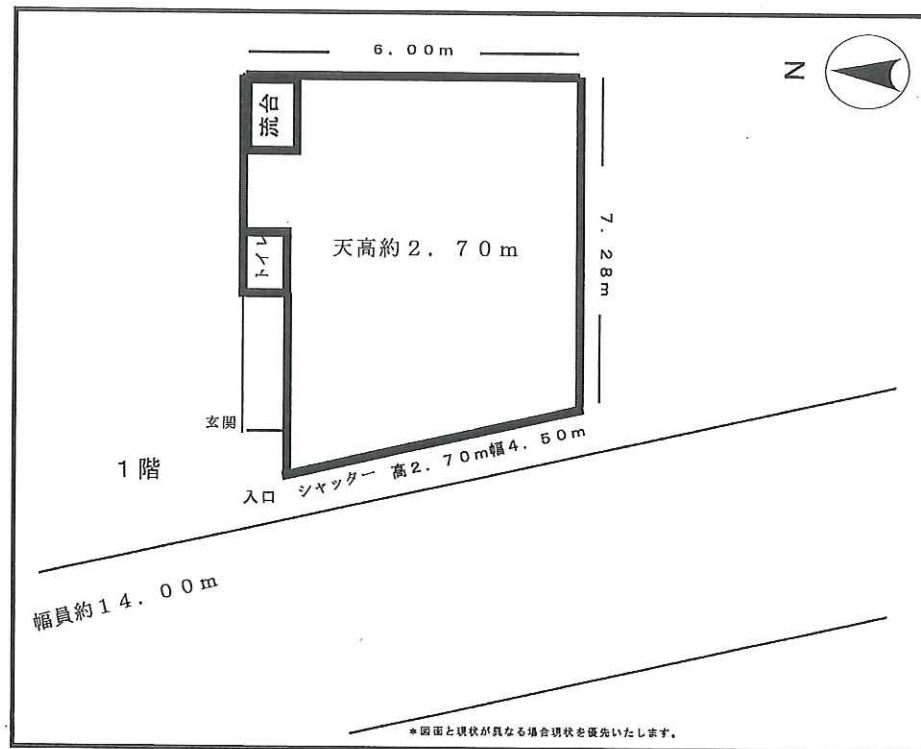 6.00m
N
流台
天高約2.70m
トイレ
7.28m
玄関
1階
入口 シャッター 高2.70m幅4.50m
幅員約14.00m
*図面と現状が異なる場合現状を優先いたします。